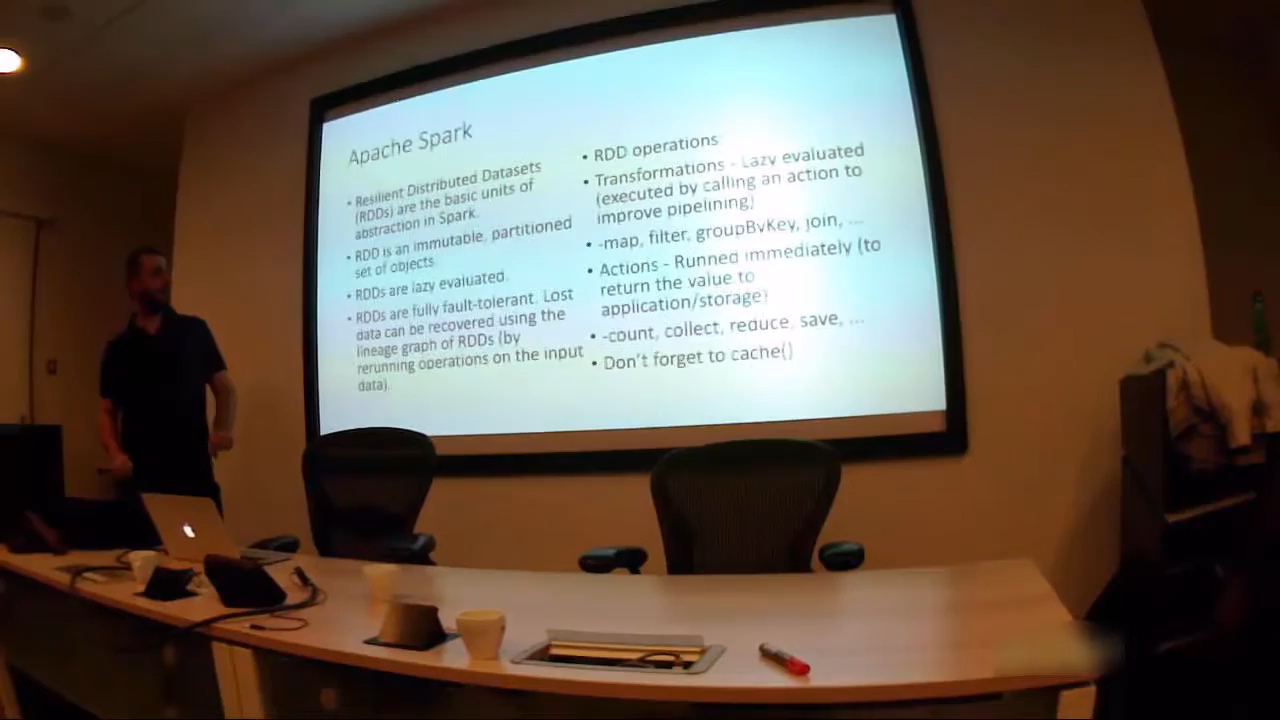 Apache Spark
• Resilient Distributed Datasets
(RDDs) are the basic units of
abstraction in Spark.
• RDD is an immutable, partitioned
set of objects.
• RDDs are lazy evaluated.
• RDDs are fully fault-tolerant. Lost
data can be recovered using the
lineage graph of RDDs (by
rerunning operations on the input
data).
• RDD operations
• Transformations - Lazy evaluated
(executed by calling an action to
improve pipelining)
• -map, filter, groupByKey, join, ...
• Actions - Runned immediately (to
return the value to
application/storage)
• -count, collect, reduce, save, ...
• Don't forget to cache()